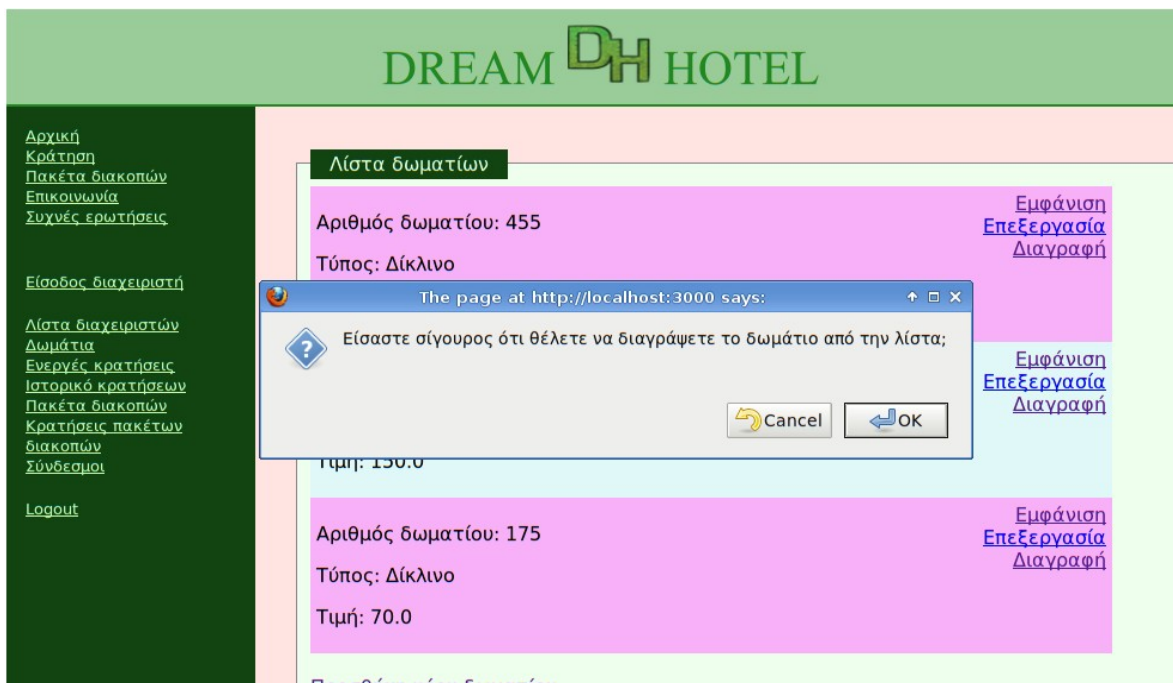 DREAM DH HOTEL
Αρχική
Κράτηση
Πακέτα διακοπών
Επικοινωνία
Συχνές ερωτήσεις
Είσοδος διαχειριστή
Λίστα διαχειριστών
Δωμάτια
Ενεργές κρατήσεις
Ιστορικό κρατήσεων
Πακέτα διακοπών
Κρατήσεις πακέτων
διακοπών
Σύνδεσμοι
Logout
Λίστα δωματίων
Αριθμός δωματίου: 455
Τύπος: Δίκλινο
Εμφάνιση
Επεξεργασία
Διαγραφή
The page at http://localhost:3000 says:
Είσαστε σίγουρος ότι θέλετε να διαγράψετε το δωμάτιο από την λίστα;
Cancel
OK
Εμφάνιση
Επεξεργασία
Διαγραφή
Τιμή: 150.0
Αριθμός δωματίου: 175
Τύπος: Δίκλινο
Τιμή: 70.0
Εμφάνιση
Επεξεργασία
Διαγραφή